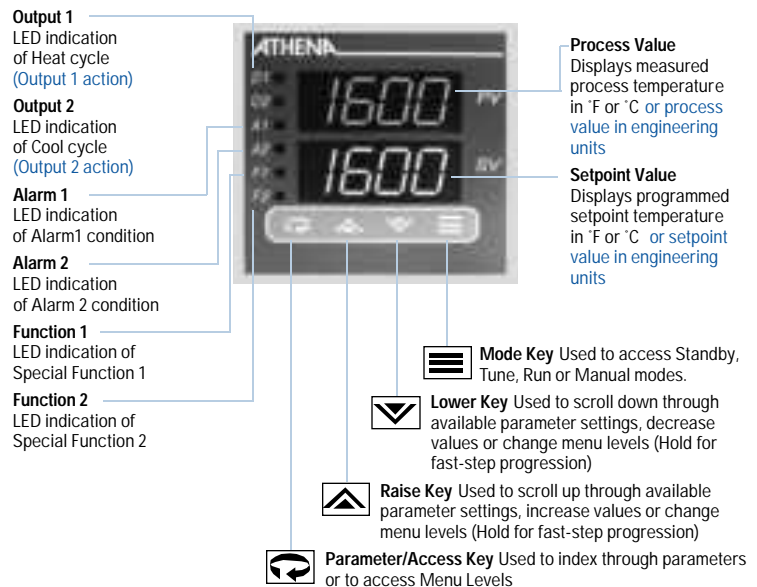 Output 1
LED indication
of Heat cycle
(Output 1 action)
Output 2
LED indication
of Cool cycle
(Output 2 action)
Alarm 1
LED indication
of Alarm1 condition
Alarm 2
LED indication
of Alarm 2 condition
Function 1
LED indication of
Special Function 1
Function 2
LED indication of
Special Function 2
ATHENA
O1
O2
A1
A2
F1
F2
1600
PV
1600
SV
Process Value
Displays measured
process temperature
in ˚F or ˚C or process
value in engineering
units
Setpoint Value
Displays programmed
setpoint temperature
in ˚F or ˚C or setpoint
value in engineering
units
Mode Key Used to access Standby,
Tune, Run or Manual modes.
Lower Key Used to scroll down through
available parameter settings, decrease
values or change menu levels (Hold for
fast-step progression)
Raise Key Used to scroll up through available
parameter settings, increase values or change
menu levels (Hold for fast-step progression)
Parameter/Access Key Used to index through parameters
or to access Menu Levels